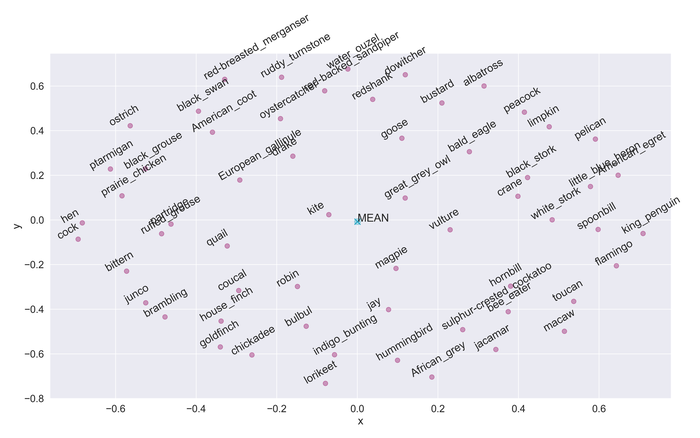 red-breasted_merganser
ruddy_turnstone
water_ouzel
red-backed_sandpiper
dowitcher
albatross
black_swan
oystercatcher
redshank
bustard
peacock
ostrich
American_coot
goose
limpkin
pelican
ptarmigan
black_grouse
European_gallinule
drake
bald_eagle
black_stork
little_blue_heron
American_egret
prairie_chicken
great_grey_owl
crane
hen
cock
partridge
ruffed_grouse
kite
MEAN
white_stork
spoonbill
king_penguin
quail
vulture
bittern
magpie
flamingo
junco
brambling
coucal
robin
hornbill
sulphur-crested_cockatoo
bee_eater
toucan
house_finch
jay
macaw
goldfinch
chickadee
bulbul
indigo_bunting
hummingbird
jacamar
lorikeet
African_grey
0.6
0.4
0.2
0.0
−0.2
−0.4
−0.6
−0.8
y
−0.6 −0.4 −0.2 0.0 0.2 0.4 0.6
x